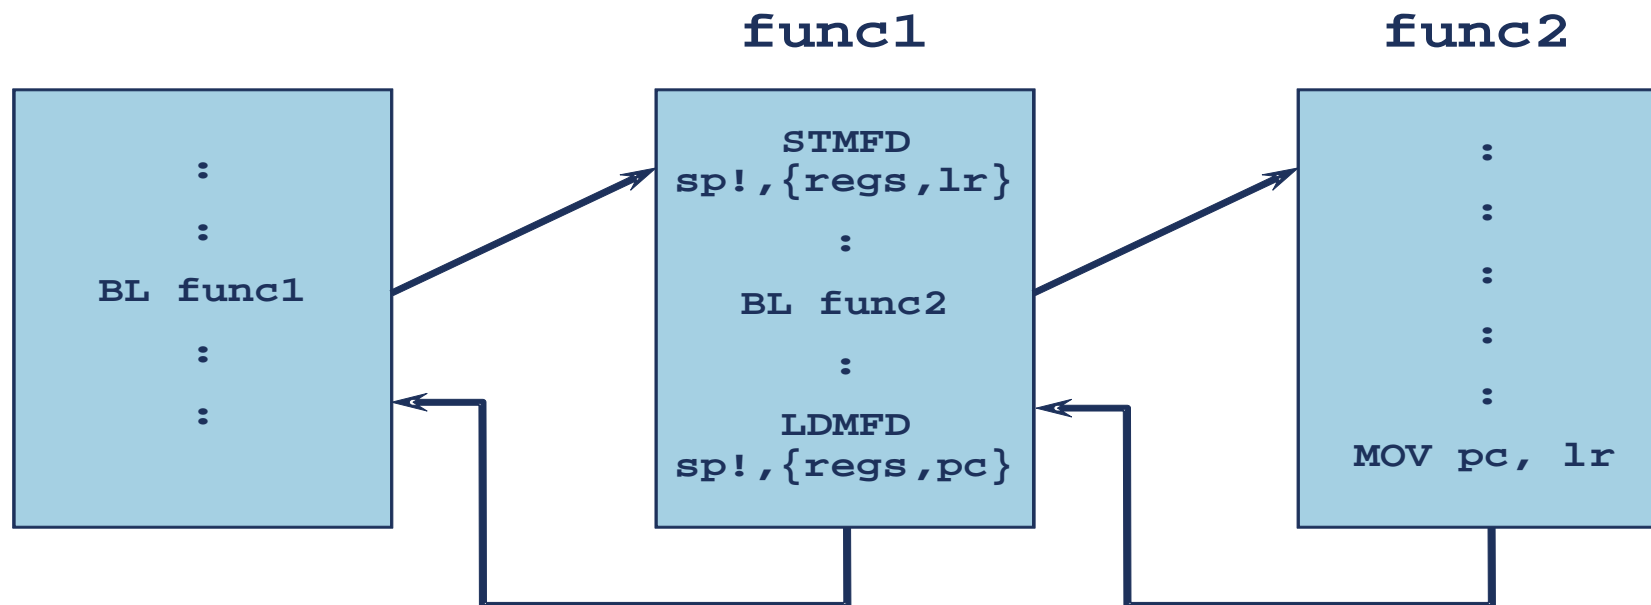 func1
func2
:
:
BL func1
:
:
STMFD
sp!,{regs,lr}
:
BL func2
:
LDMFD
sp!,{regs,pc}
:
:
:
:
:
MOV pc, lr